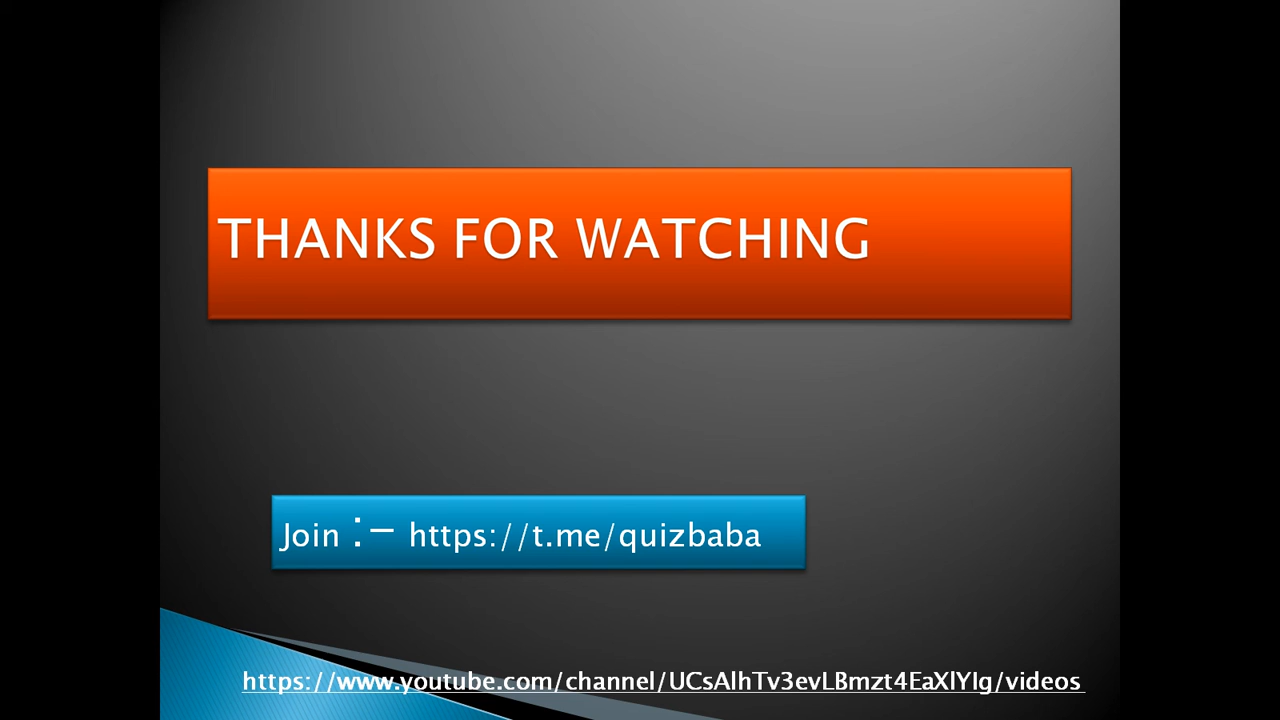 THANKS FOR WATCHING
Join :- https://t.me/quizbaba
https://www.youtube.com/channel/UCsAlhTv3evLBmzt4EaXlYIg/videos